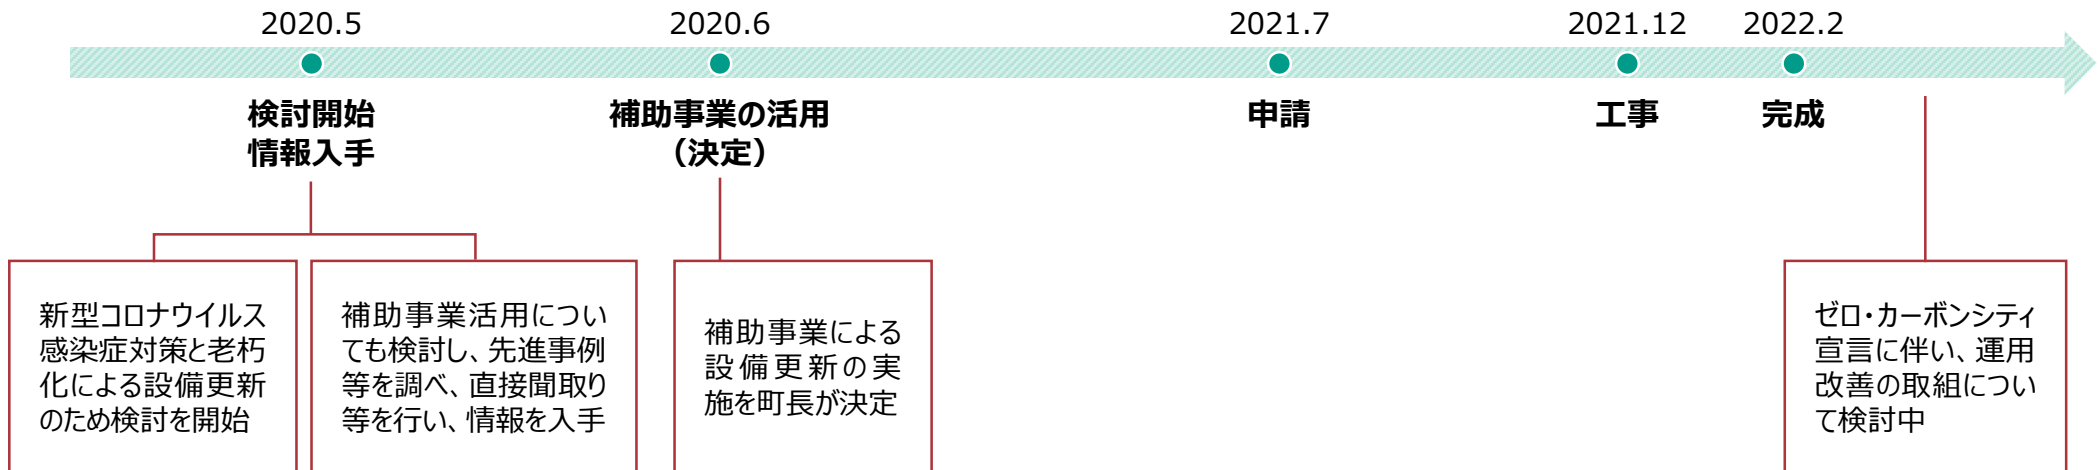 2020.5
2020.6
2021.7
2021.12
2022.2
検討開始
情報入手
補助事業の活用
（決定）
申請
工事
完成
新型コロナウイルス
感染症対策と老朽
化による設備更新
のため検討を開始
補助事業活用につい
ても検討し、先進事例
等を調べ、直接聞取り
等を行い、情報を入手
補助事業による
設備更新の実
施を町長が決定
ゼロ・カーボンシティ
宣言に伴い、運用
改善の取組につい
て検討中